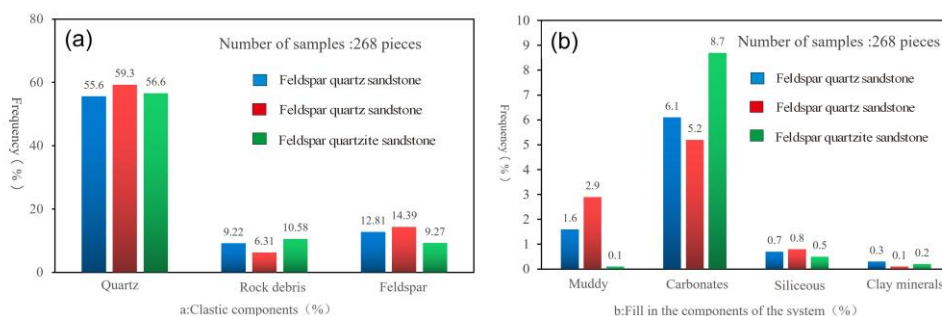 (a)
Number of samples :268 pieces
Feldspar quartz sandstone
Feldspar quartz sandstone
Feldspar quartzite sandstone
Frequency (%)
80
60
40
20
0
55.6
59.3
56.6
9.22
6.31
10.58
12.81
14.39
9.27
Quartz
Rock debris
Feldspar
a:Clastic components (%)
(b)
Number of samples :268 pieces
Feldspar quartz sandstone
Feldspar quartz sandstone
Feldspar quartzite sandstone
Frequency (%)
9
8
7
6
5
4
3
2
1
0
1.6
2.9
0.1
6.1
5.2
8.7
0.7
0.8
0.5
0.3
0.1
0.2
Muddy
Carbonates
Siliceous
Clay minerals
b:Fill in the components of the system (%)